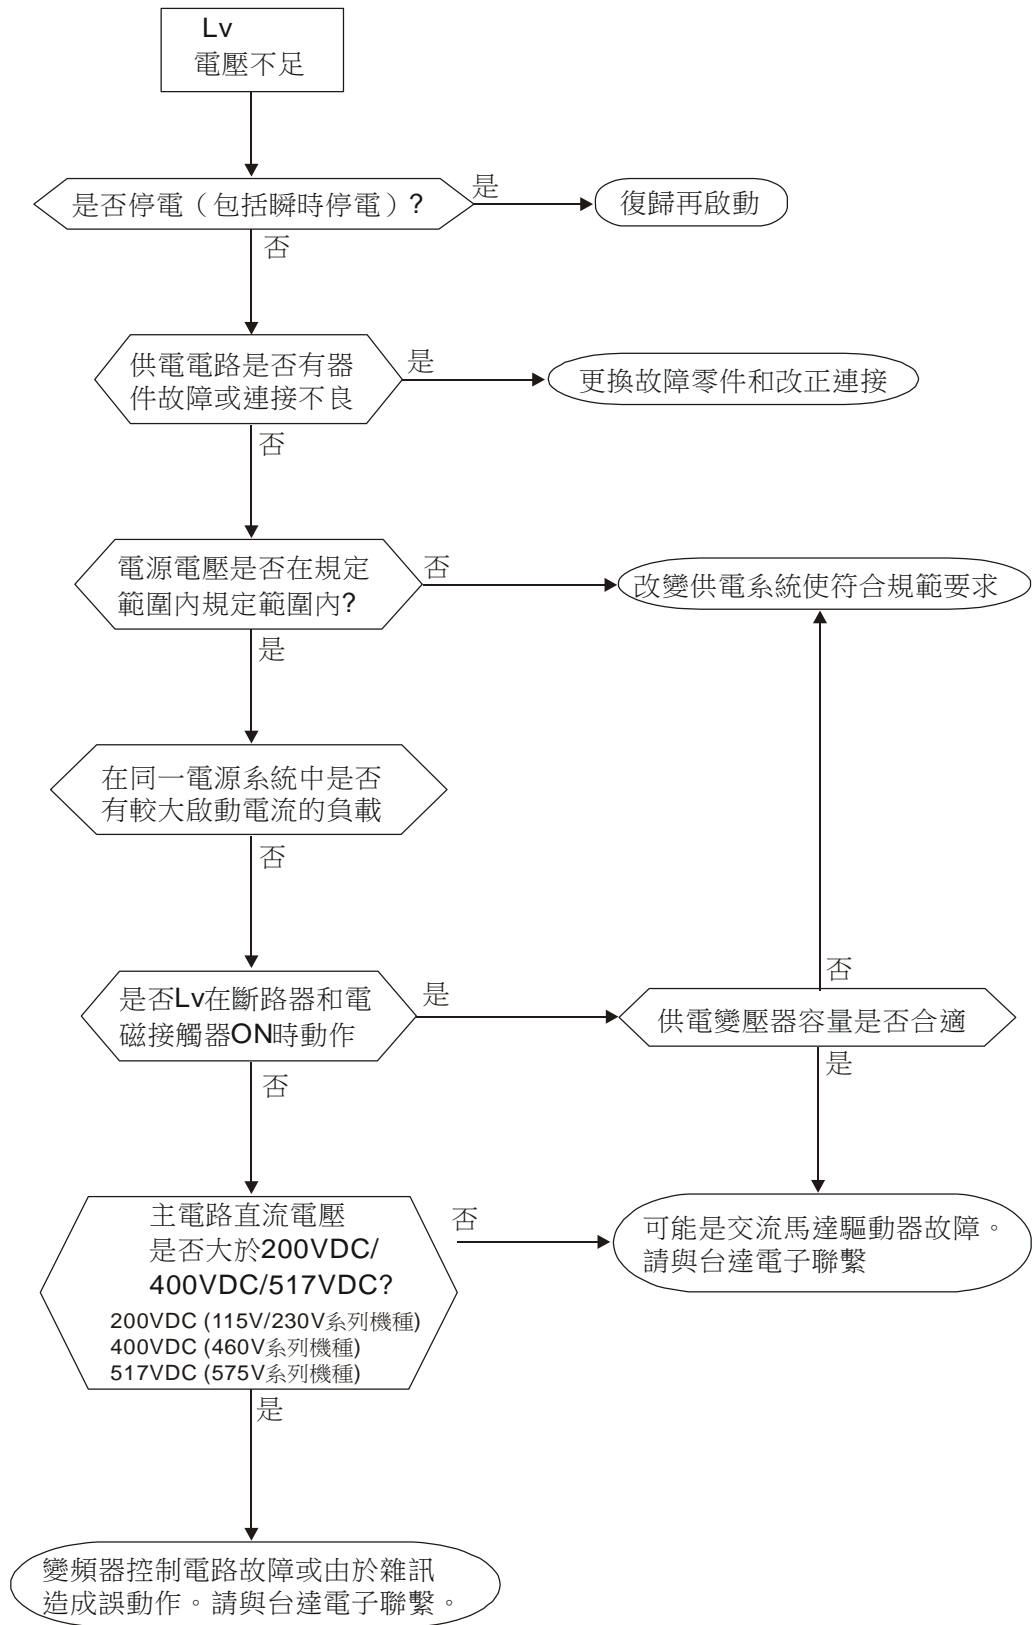 Lv
電壓不足
是否停電（包括瞬時停電）?
是
復歸再啟動
否
供電電路是否有器
件故障或連接不良
是
更換故障零件和改正連接
否
電源電壓是否在規定
範圍內規定範圍內?
否
改變供電系統使符合規範要求
是
在同一電源系統中是否
有較大啟動電流的負載
否
是否Lv在斷路器和電
磁接觸器ON時動作
是
否
供電變壓器容量是否合適
是
否
主電路直流電壓
是否大於200VDC/
400VDC/517VDC?
200VDC (115V/230V系列機種)
400VDC (460V系列機種)
517VDC (575V系列機種)
否
可能是交流馬達驅動器故障。
請與台達電子聯繫
是
變頻器控制電路故障或由於雜訊
造成誤動作。請與台達電子聯繫。